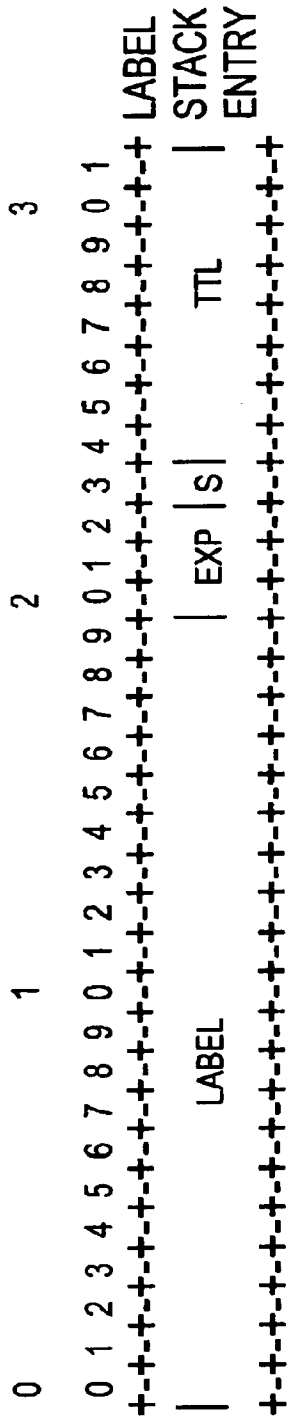 0 1 2 3
0 1 2 3 4 5 6 7 8 9 0 1 2 3 4 5 6 7 8 9 0 1 2 3 4 5 6 7 8 9 0 1
+-+-+-+-+-+-+-+-+-+-+-+-+-+-+-+-+-+-+-+-+-+-+-+-+-+-+-+-+-+-+-+-+ LABEL
| LABEL | EXP |S| TTL | STACK
+-+-+-+-+-+-+-+-+-+-+-+-+-+-+-+-+-+-+-+-+-+-+-+-+-+-+-+-+-+-+-+-+ ENTRY